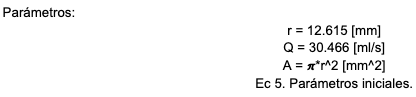 Parámetros:
r = 12.615 [mm]
Q = 30.466 [ml/s]
A = π*r^2 [mm^2]
Ec 5. Parámetros iniciales.